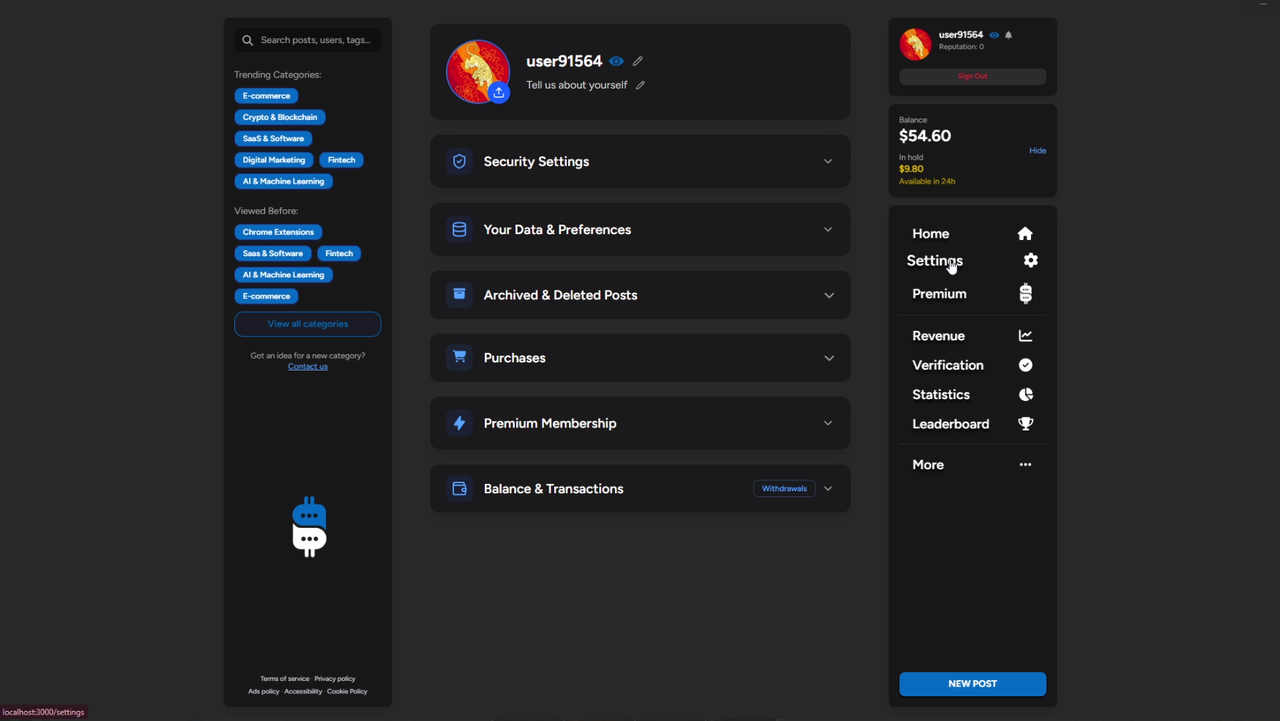 Search posts, users, tags...
Trending Categories:
E-commerce
Crypto & Blockchain
SaaS & Software
Digital Marketing Fintech
AI & Machine Learning
Viewed Before:
Chrome Extensions
Saas & Software Fintech
AI & Machine Learning
E-commerce
View all categories
Got an idea for a new category?
Contact us
Terms of service · Privacy policy
Ads policy · Accessibility · Cookie Policy
user91564
Tell us about yourself
Security Settings
Your Data & Preferences
Archived & Deleted Posts
Purchases
Premium Membership
Balance & Transactions Withdrawals
user91564
Reputation: 0
Sign Out
Balance
$54.60
Hide
In hold
$9.80
Available in 24h
Home
Settings
Premium
Revenue
Verification
Statistics
Leaderboard
More
NEW POST
localhost:3000/settings